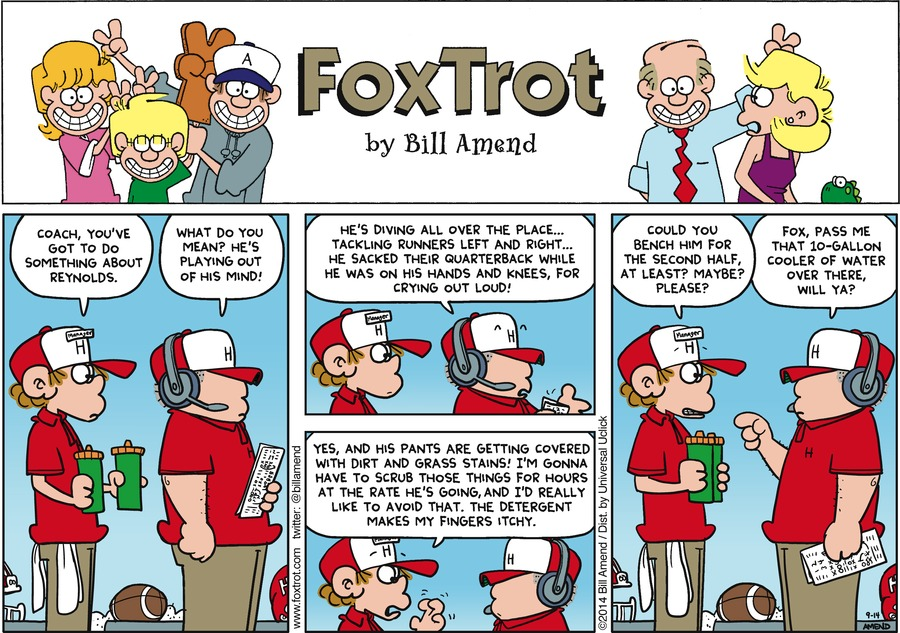 A
FoxTrot
by Bill Amend
COACH, YOU'VE
GOT TO DO
SOMETHING ABOUT
REYNOLDS.
WHAT DO YOU
MEAN? HE'S
PLAYING OUT
OF HIS MIND!
Manager
H
H
HE'S DIVING ALL OVER THE PLACE...
TACKLING RUNNERS LEFT AND RIGHT...
HE SACKED THEIR QUARTERBACK WHILE
HE WAS ON HIS HANDS AND KNEES, FOR
CRYING OUT LOUD!
Manager
H
H
YES, AND HIS PANTS ARE GETTING COVERED
WITH DIRT AND GRASS STAINS! I'M GONNA
HAVE TO SCRUB THOSE THINGS FOR HOURS
AT THE RATE HE'S GOING, AND I'D REALLY
LIKE TO AVOID THAT. THE DETERGENT
MAKES MY FINGERS ITCHY.
H
H
COULD YOU
BENCH HIM FOR
THE SECOND HALF,
AT LEAST? MAYBE?
PLEASE?
FOX, PASS ME
THAT 10-GALLON
COOLER OF WATER
OVER THERE,
WILL YA?
Manager
H
H
H
www.foxtrot.com twitter: @billamend
©2014 Bill Amend / Dist. by Universal Uclick
9-14
AMEND